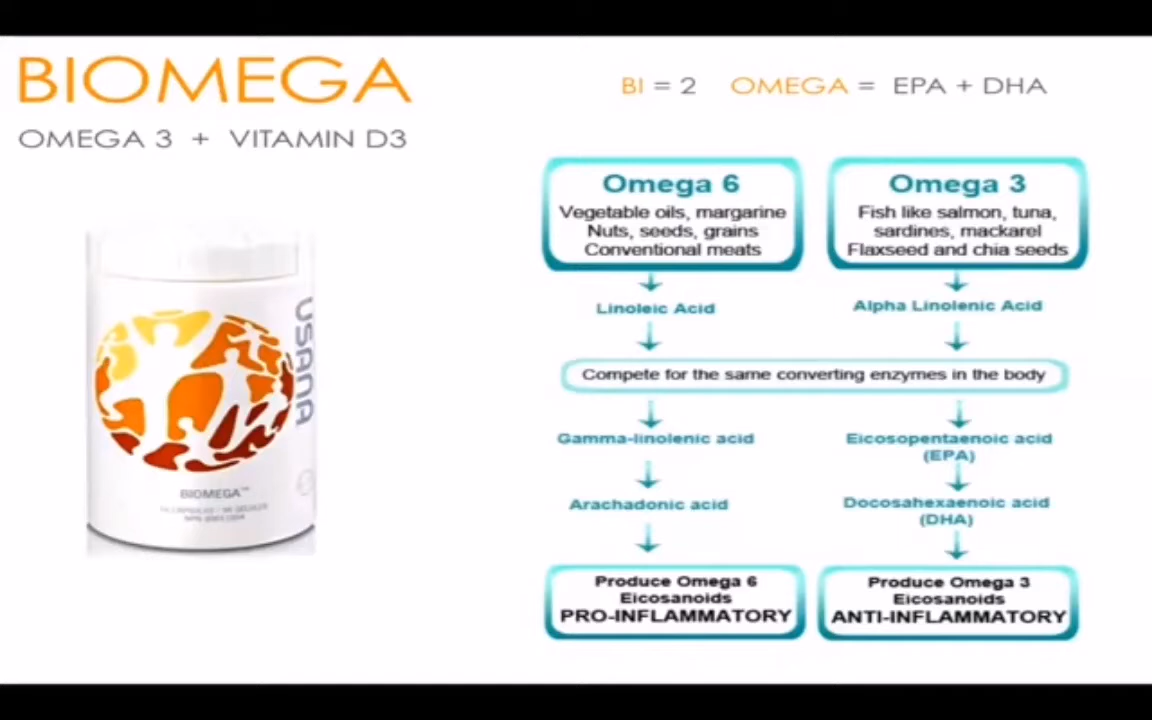 BIOMEGA
OMEGA 3 + VITAMIN D3
BI = 2 OMEGA = EPA + DHA
Omega 6
Vegetable oils, margarine
Nuts, seeds, grains
Conventional meats
Omega 3
Fish like salmon, tuna,
sardines, mackarel
Flaxseed and chia seeds
Linoleic Acid
Alpha Linolenic Acid
Compete for the same converting enzymes in the body
Gamma-linolenic acid
Eicosopentaenoic acid
(EPA)
Arachadonic acid
Docosahexaenoic acid
(DHA)
Produce Omega 6
Eicosanoids
PRO-INFLAMMATORY
Produce Omega 3
Eicosanoids
ANTI-INFLAMMATORY
USANA
BIOMEGA™